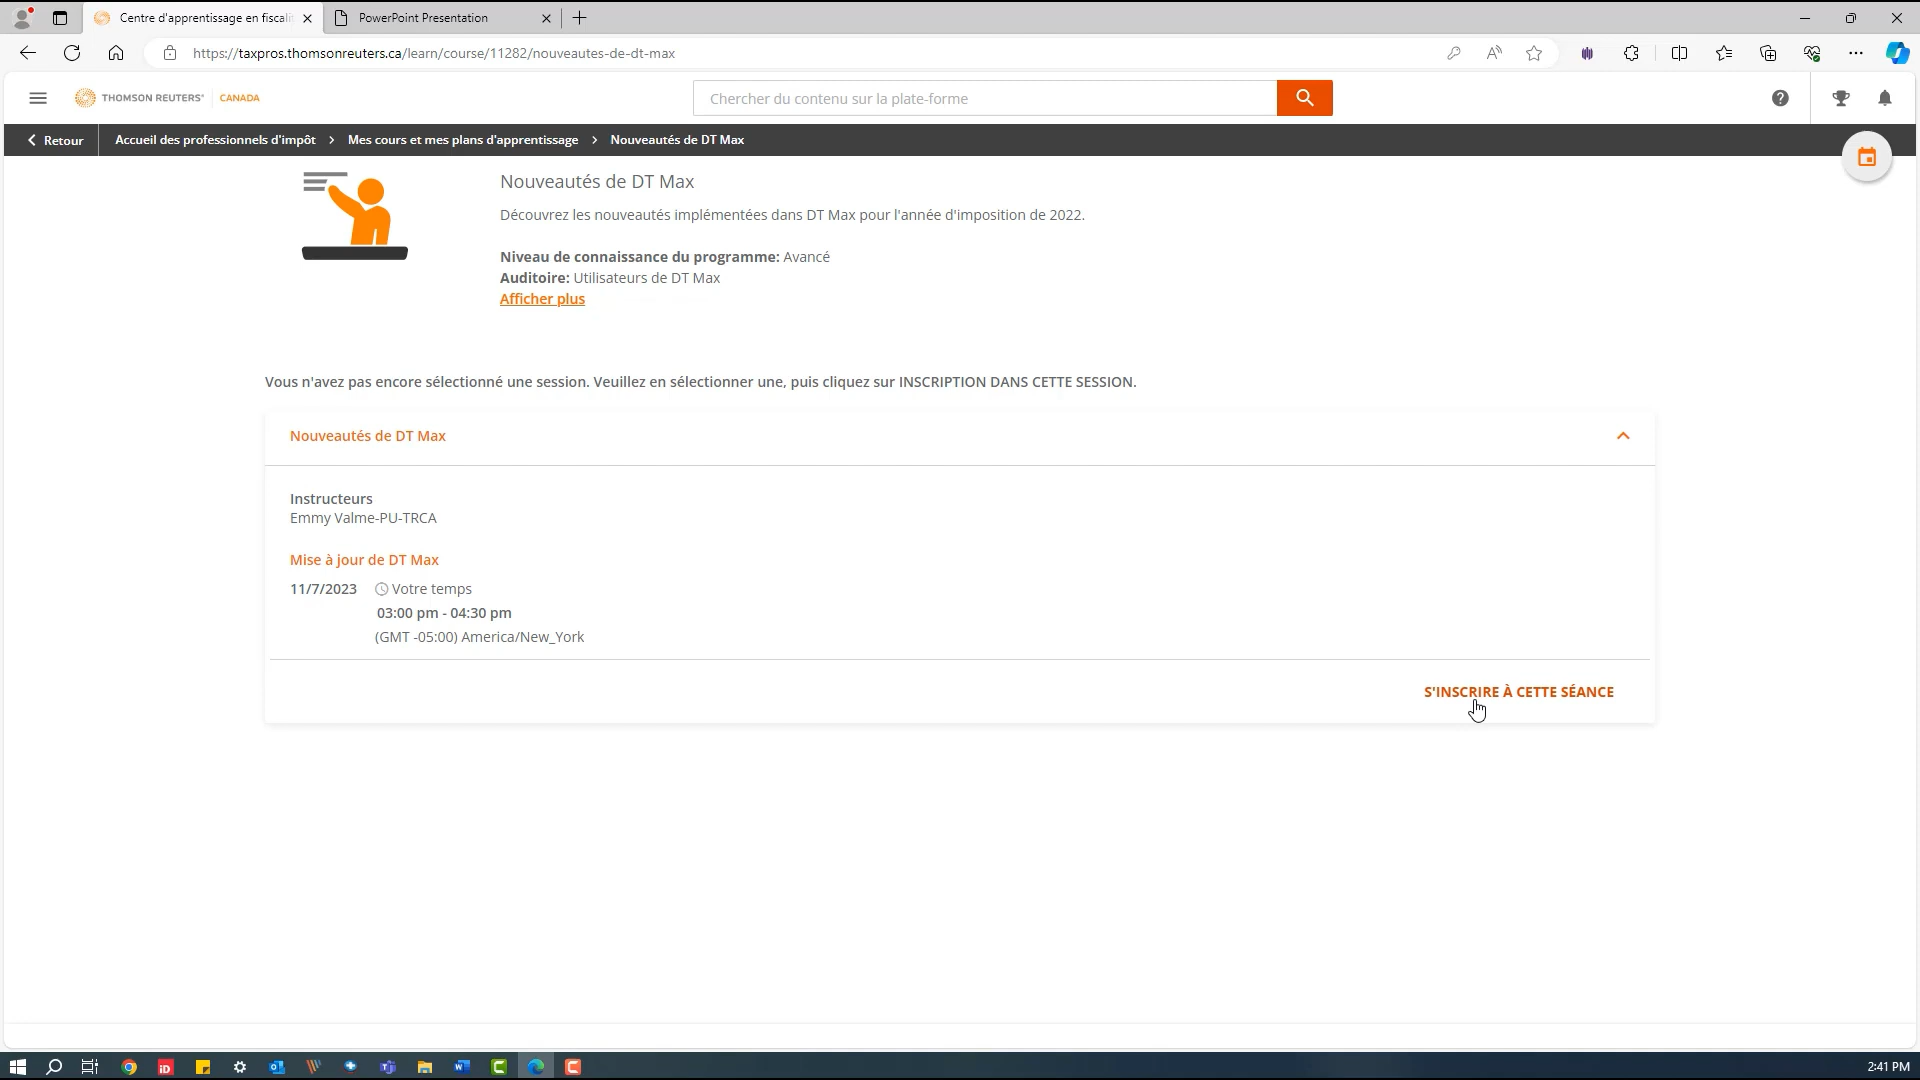 Centre d'apprentissage en fiscali
PowerPoint Presentation
https://taxpros.thomsonreuters.ca/learn/course/11282/nouveautes-de-dt-max
THOMSON REUTERS® CANADA
Chercher du contenu sur la plate-forme
Retour
Accueil des professionnels d'impôt > Mes cours et mes plans d'apprentissage > Nouveautés de DT Max
Nouveautés de DT Max
Découvrez les nouveautés implémentées dans DT Max pour l'année d'imposition de 2022.
Niveau de connaissance du programme: Avancé
Auditoire: Utilisateurs de DT Max
Afficher plus
Vous n'avez pas encore sélectionné une session. Veuillez en sélectionner une, puis cliquez sur INSCRIPTION DANS CETTE SESSION.
Nouveautés de DT Max
Instructeurs
Emmy Valme-PU-TRCA
Mise à jour de DT Max
11/7/2023 Votre temps
03:00 pm - 04:30 pm
(GMT -05:00) America/New_York
S'INSCRIRE À CETTE SÉANCE
2:41 PM